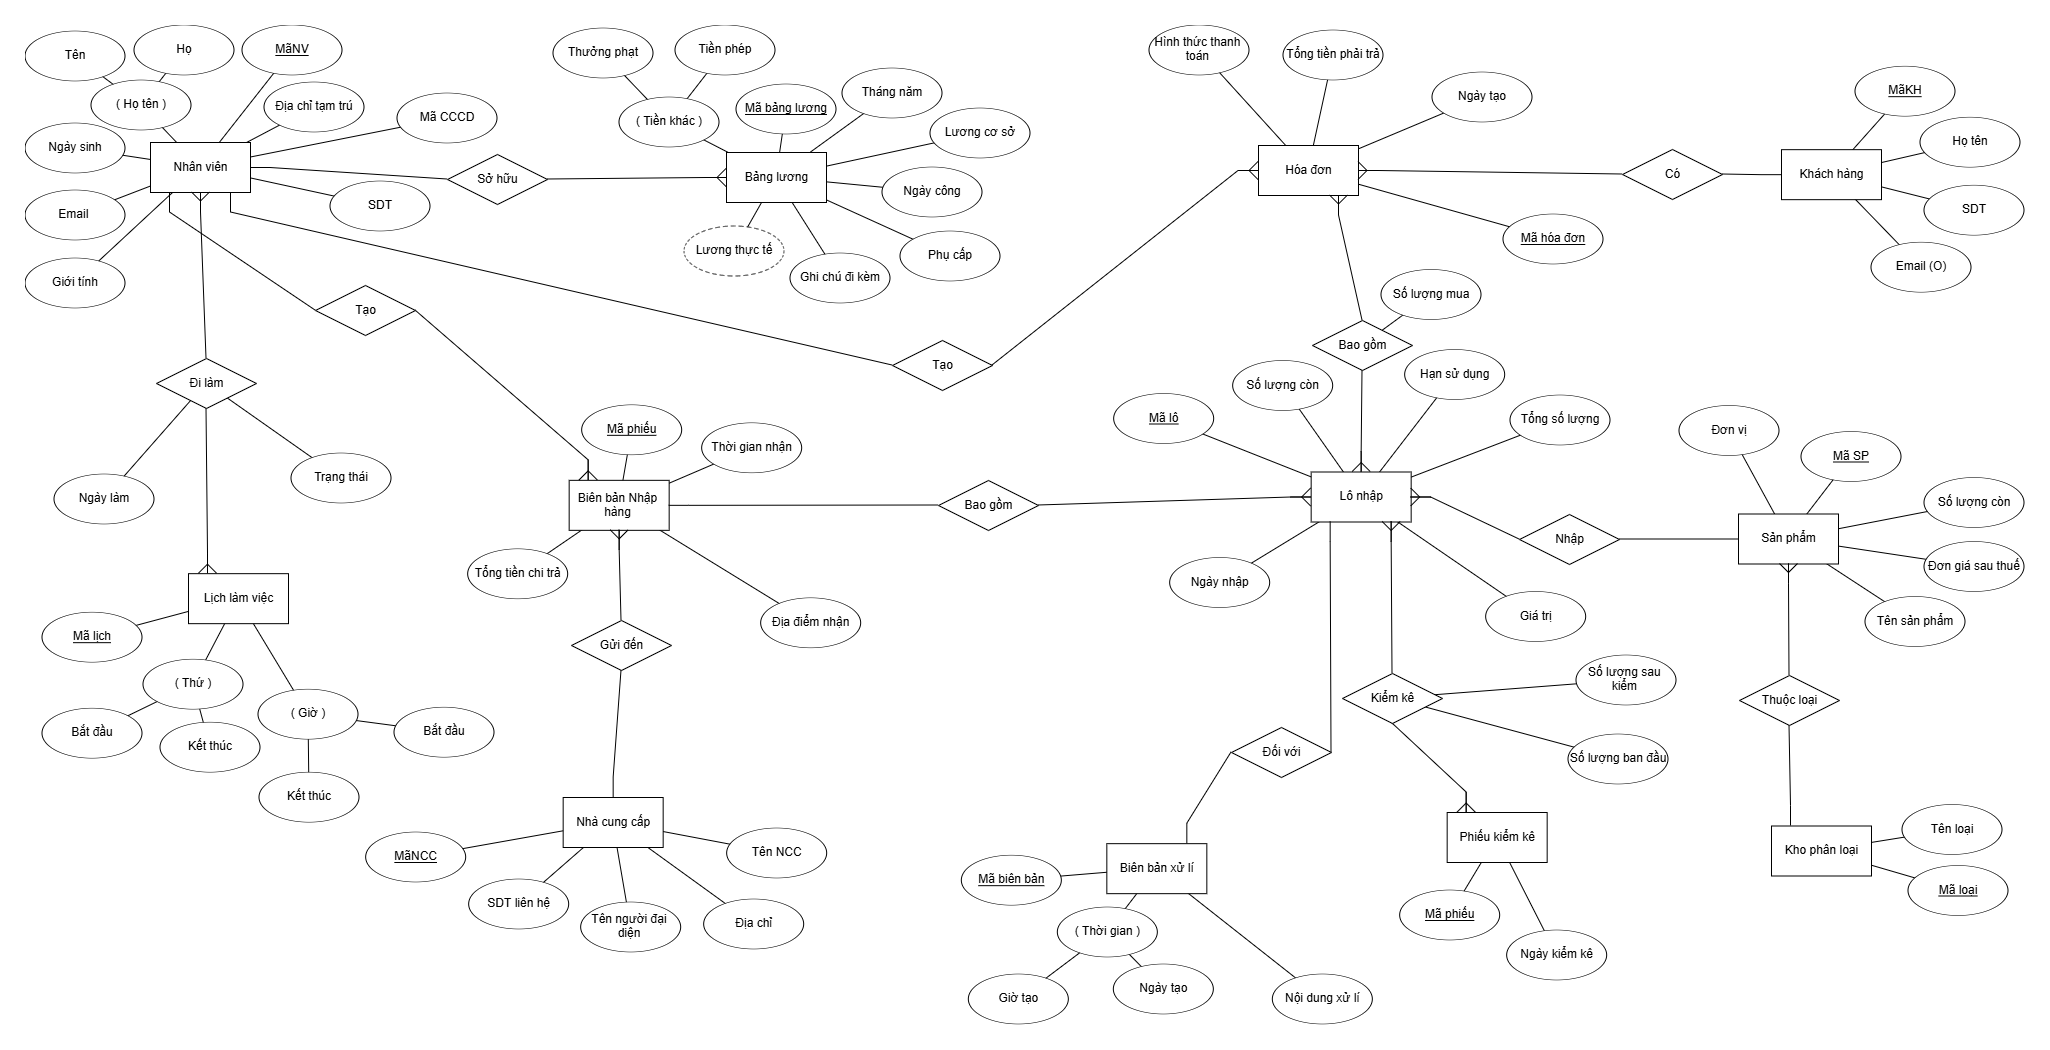 Tên
Họ
MãNV
( Họ tên )
Địa chỉ tạm trú
Mã CCCD
Ngày sinh
Nhân viên
Email
SDT
Giới tính
Sở hữu
Thưởng phạt
Tiền phép
( Tiền khác )
Mã bảng lương
Tháng năm
Lương cơ sở
Bảng lương
Ngày công
Lương thực tế
Ghi chú đi kèm
Phụ cấp
Hình thức thanh
toán
Tổng tiền phải trả
Ngày tạo
Hóa đơn
Mã hóa đơn
Có
MãKH
Họ tên
Khách hàng
SDT
Email (O)
Tạo
Tạo
Đi làm
Ngày làm
Trạng thái
Số lượng mua
Bao gồm
Mã phiếu
Thời gian nhận
Biên bản Nhập
hàng
Tổng tiền chi trả
Địa điểm nhận
Bao gồm
Mã lô
Số lượng còn
Hạn sử dụng
Tổng số lượng
Lô nhập
Ngày nhập
Giá trị
Nhập
Đơn vị
Mã SP
Số lượng còn
Sản phẩm
Đơn giá sau thuế
Tên sản phẩm
Lịch làm việc
Mã lịch
( Thứ )
( Giờ )
Bắt đầu
Kết thúc
Bắt đầu
Kết thúc
Gửi đến
Nhà cung cấp
MãNCC
Tên NCC
SDT liên hệ
Tên người đại
diện
Địa chỉ
Đối với
Kiểm kê
Số lượng sau
kiểm
Số lượng ban đầu
Thuộc loại
Biên bản xử lí
Mã biên bản
( Thời gian )
Giờ tạo
Ngày tạo
Nội dung xử lí
Phiếu kiểm kê
Mã phiếu
Ngày kiểm kê
Kho phân loại
Tên loại
Mã loại